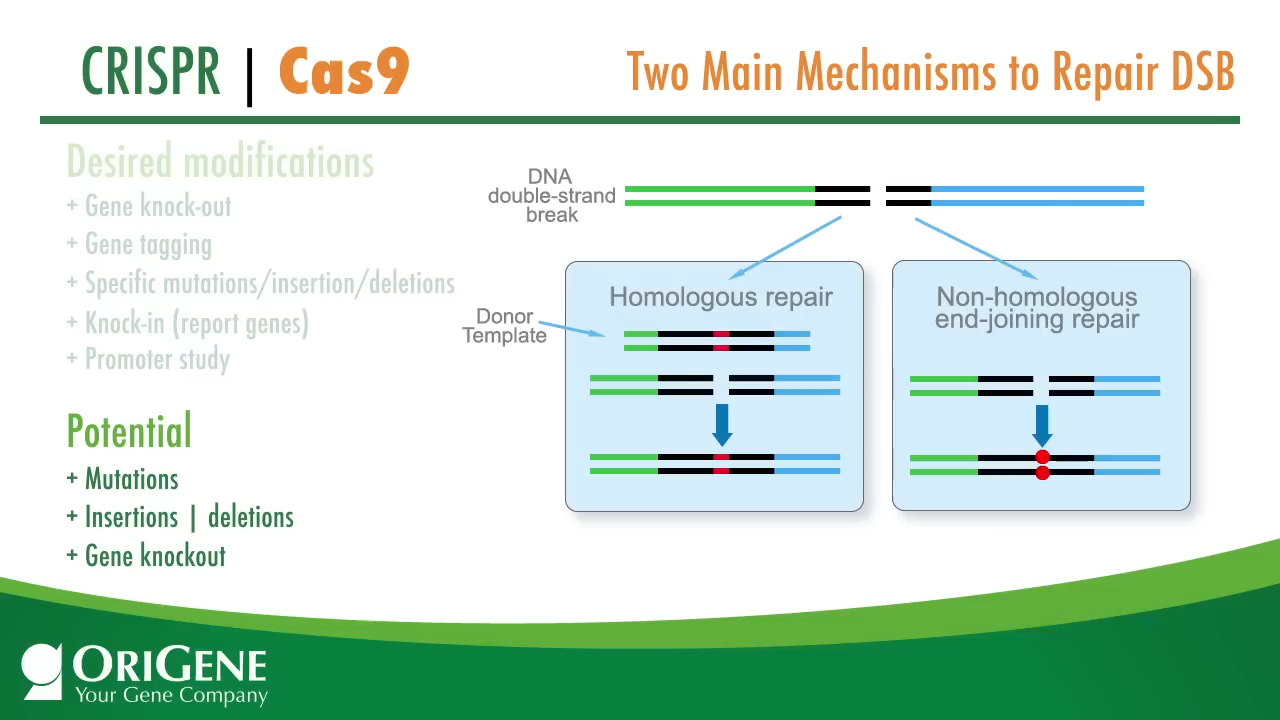 CRISPR | Cas9
Two Main Mechanisms to Repair DSB
Desired modifications
+ Gene knock-out
+ Gene tagging
+ Specific mutations/insertion/deletions
+ Knock-in (report genes)
+ Promoter study
Potential
+ Mutations
+ Insertions | deletions
+ Gene knockout
DNA
double-strand
break
Homologous repair
Donor
Template
Non-homologous
end-joining repair
ORIGENE
Your Gene Company